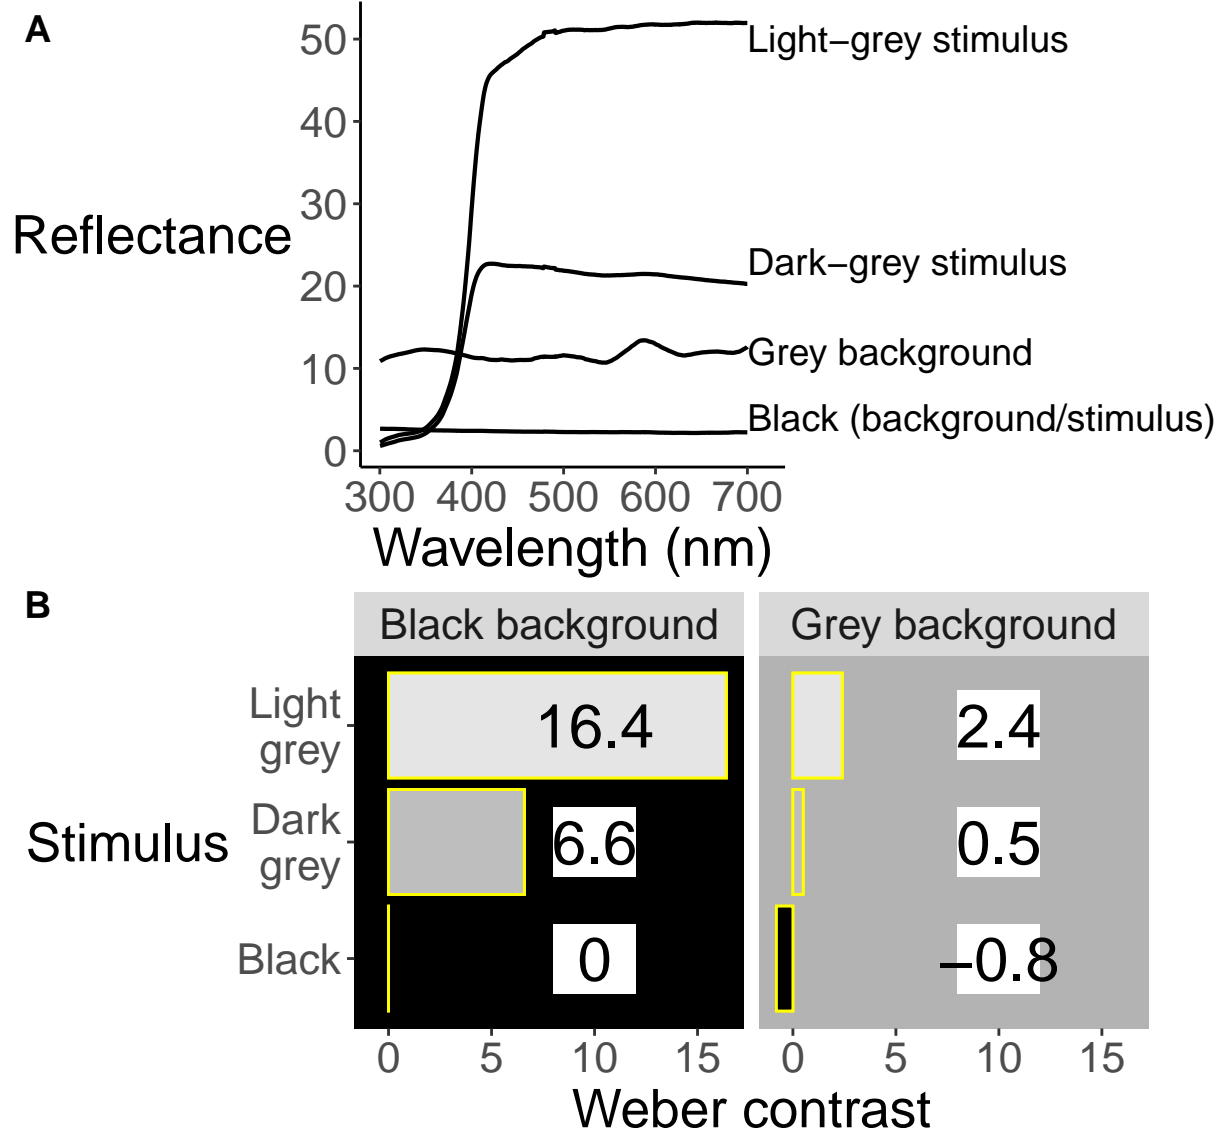 A
50
40
30
20
10
0
Reflectance
Light−grey stimulus
Dark−grey stimulus
Grey background
Black (background/stimulus)
300 400 500 600 700
Wavelength (nm)
B
Black background
Grey background
Stimulus
Light
grey
16.4
2.4
Dark
grey
6.6
0.5
Black
0
−0.8
0 5 10 15
0 5 10 15
Weber contrast